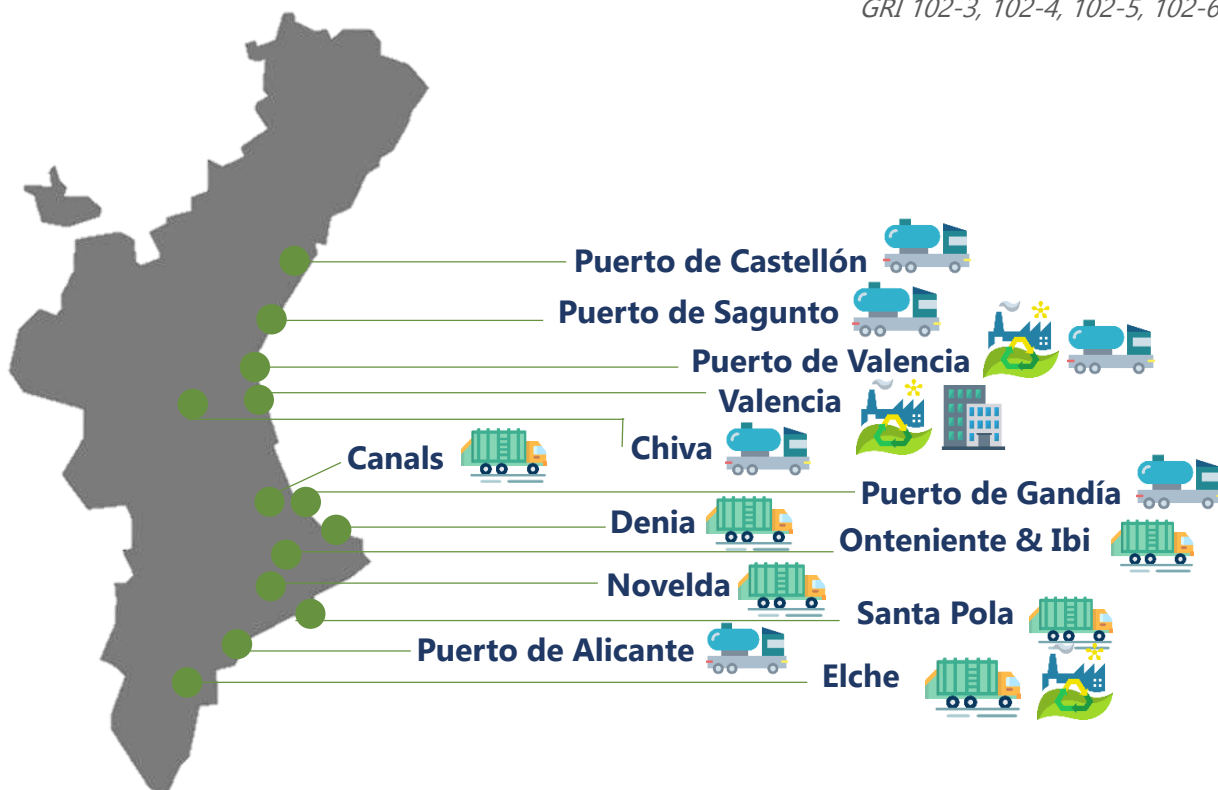 GRI 102-3, 102-4, 102-5, 102-6
Puerto de Castellón
Puerto de Sagunto
Puerto de Valencia
Valencia
Chiva
Canals
Puerto de Gandía
Denia
Onteniente & Ibi
Novelda
Santa Pola
Puerto de Alicante
Elche